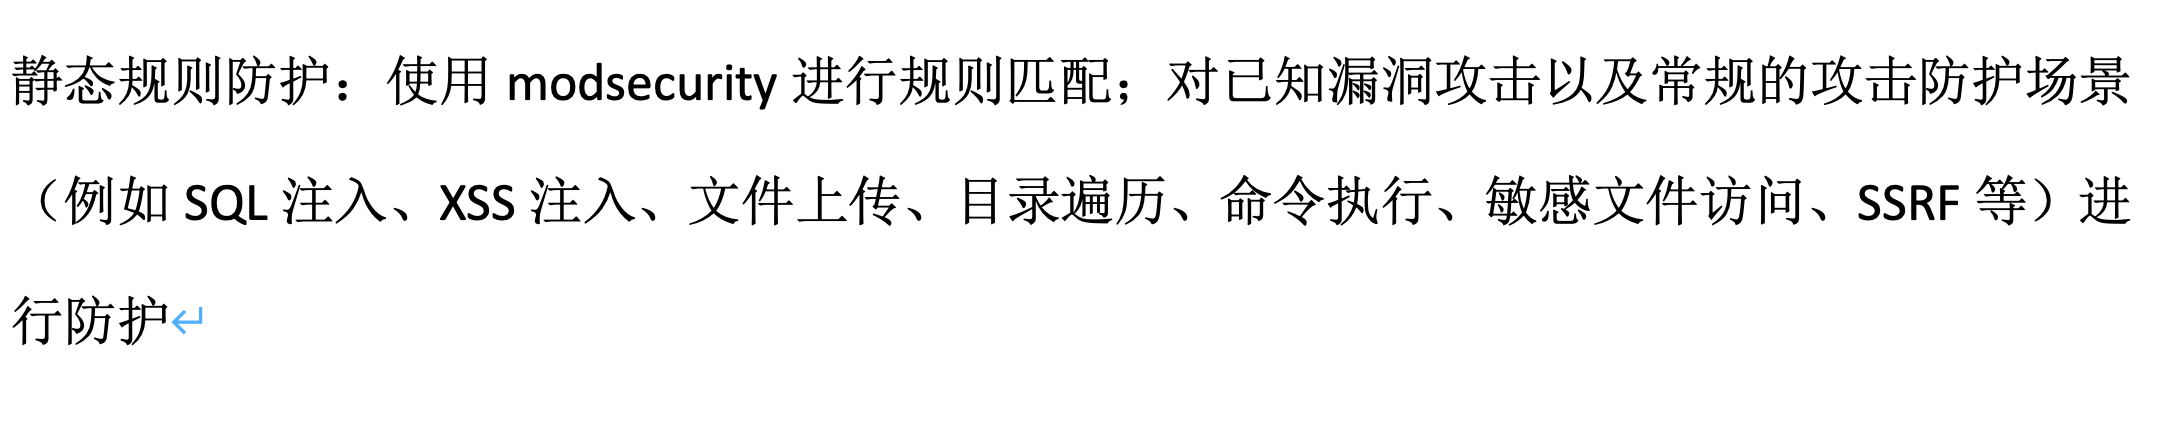 静态规则防护：使用 modsecurity 进行规则匹配；对已知漏洞攻击以及常规的攻击防护场景
（例如 SQL 注入、XSS 注入、文件上传、目录遍历、命令执行、敏感文件访问、SSRF 等）进
行防护↵